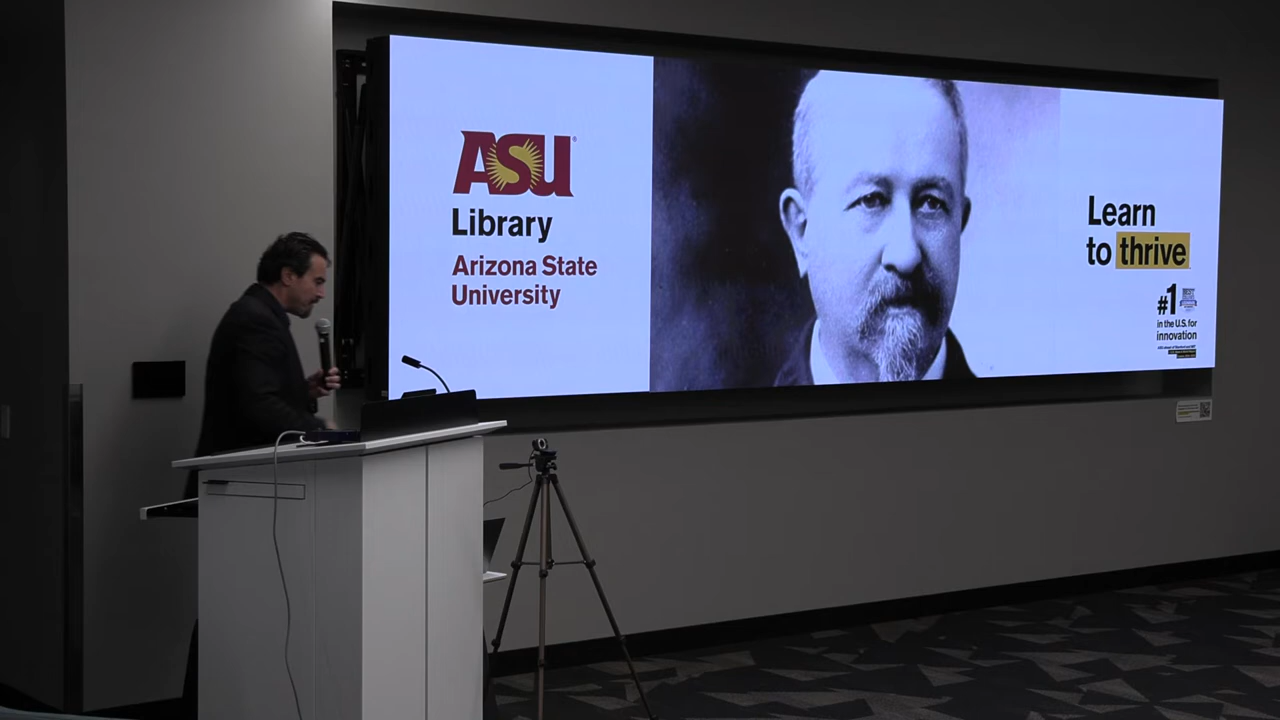 ASU
Library
Arizona State
University
Learn
to thrive
#1
in the U.S. for
innovation